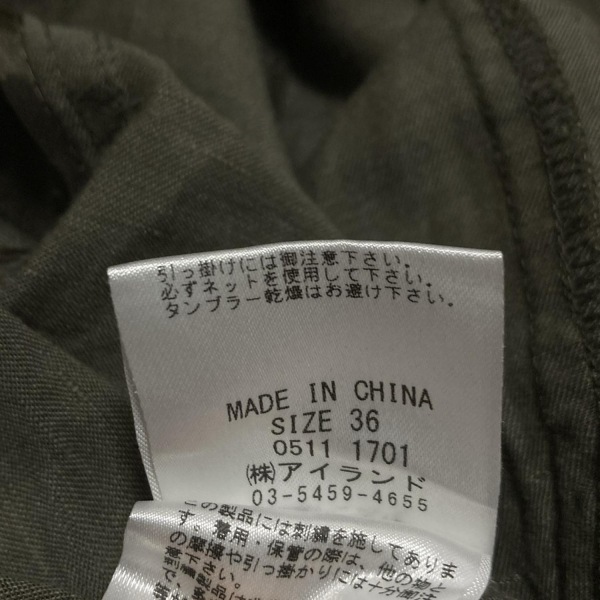 引っ掛けには御注意下さい。
必ずネットを使用して下さい。
タンブラー乾燥はお避け下さい。
MADE IN CHINA
SIZE 36
0511 1701
(株)アイランド
03-5459-4655
この製品には刺繍を施してありま
す 着用・保管の際は、他の物と
の摩擦や引っ掛かりには十分御注
意下さい